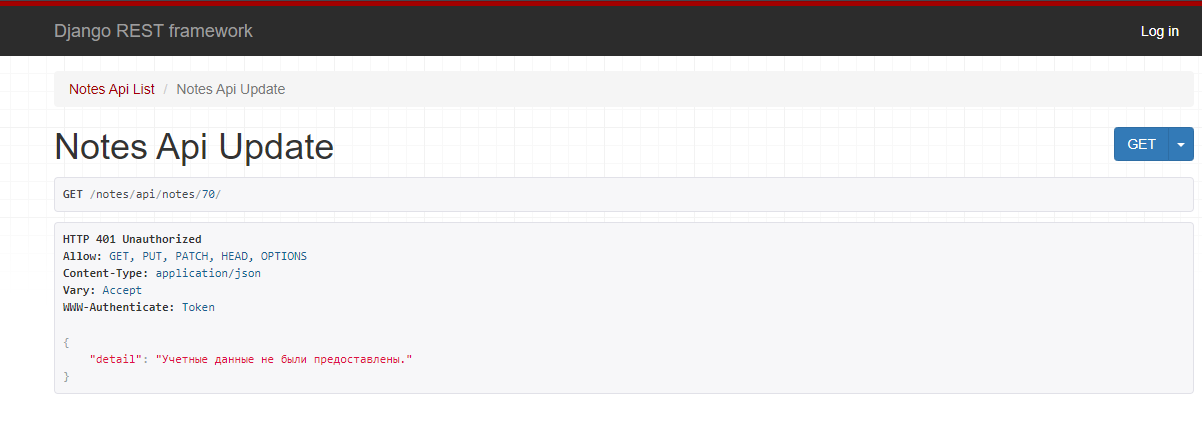 Django REST framework
Log in
Notes Api List / Notes Api Update
Notes Api Update
GET
GET /notes/api/notes/70/
HTTP 401 Unauthorized
Allow: GET, PUT, PATCH, HEAD, OPTIONS
Content-Type: application/json
Vary: Accept
WWW-Authenticate: Token
{
"detail": "Учетные данные не были предоставлены."
}